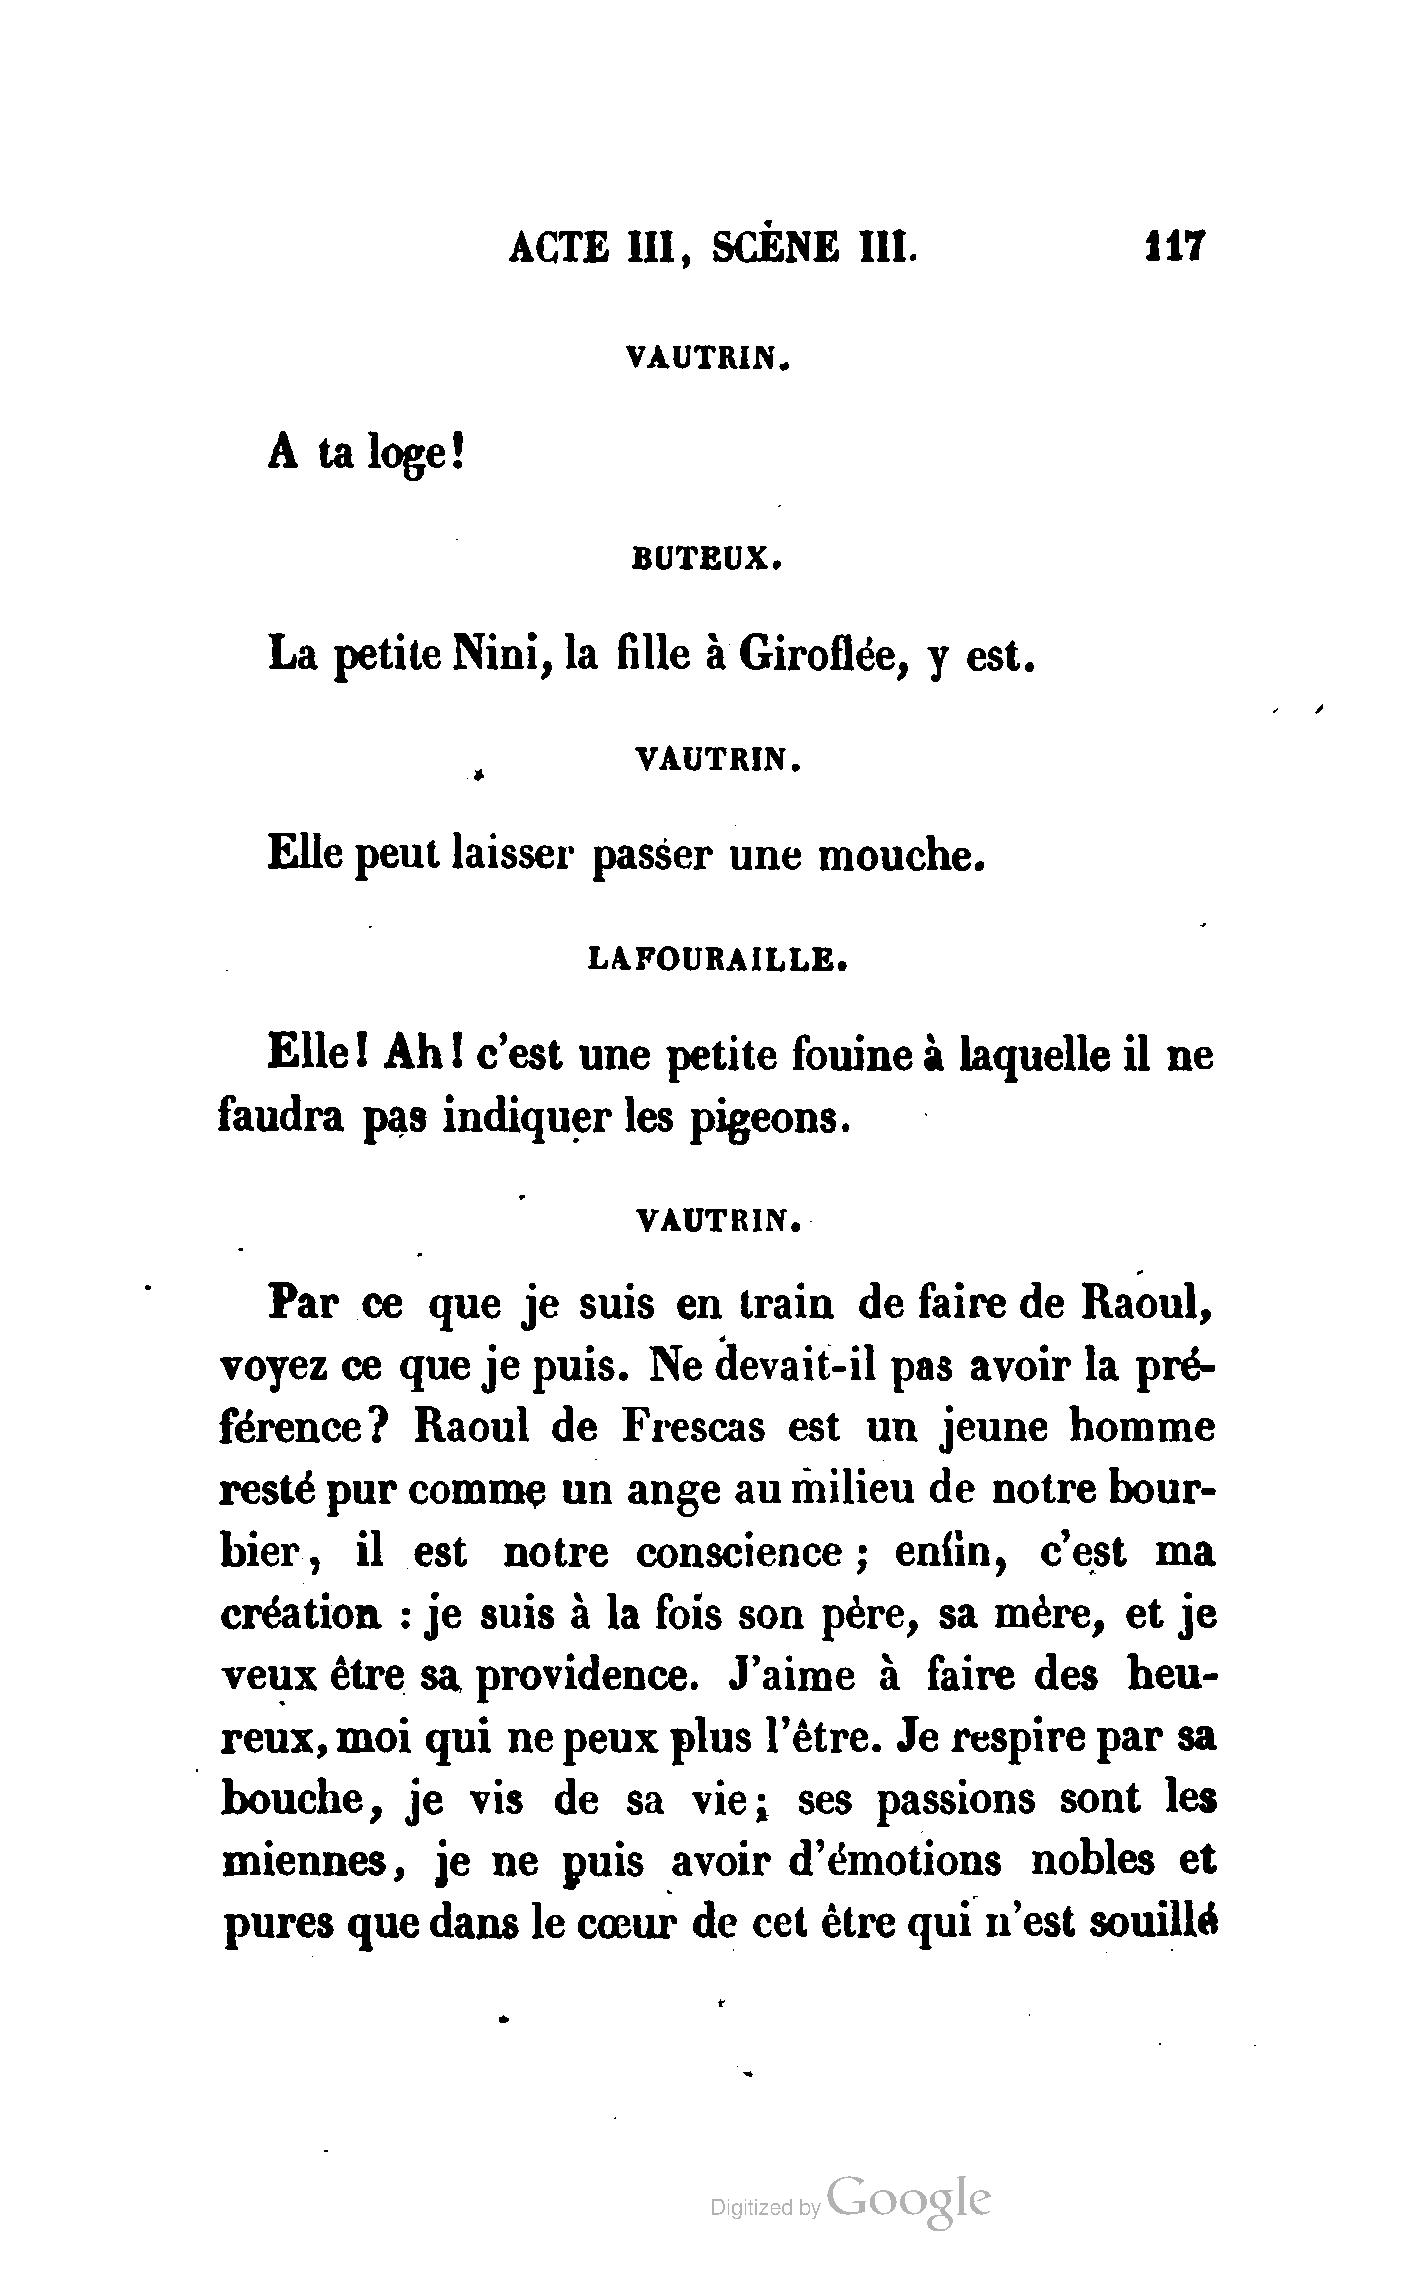 ACTE III, SCÈNE III. 117
VAUTRIN.
A ta loge!
BUTEUX.
La petite Nini, la fille à Giroflée, y est.
VAUTRIN.
Elle peut laisser passer une mouche.
LAFOURAILLE.
Elle! Ah! c'est une petite fouine à laquelle il ne
faudra pas indiquer les pigeons.
VAUTRIN.
Par ce que je suis en train de faire de Raoul,
voyez ce que je puis. Ne devait-il pas avoir la pré-
férence? Raoul de Frescas est un jeune homme
resté pur comme un ange au milieu de notre bour-
bier, il est notre conscience; enfin, c'est ma
création : je suis à la fois son père, sa mère, et je
veux être sa providence. J'aime à faire des heu-
reux, moi qui ne peux plus l'être. Je respire par sa
bouche, je vis de sa vie; ses passions sont les
miennes, je ne puis avoir d'émotions nobles et
pures que dans le cœur de cet être qui n'est souillé
Digitized by Google